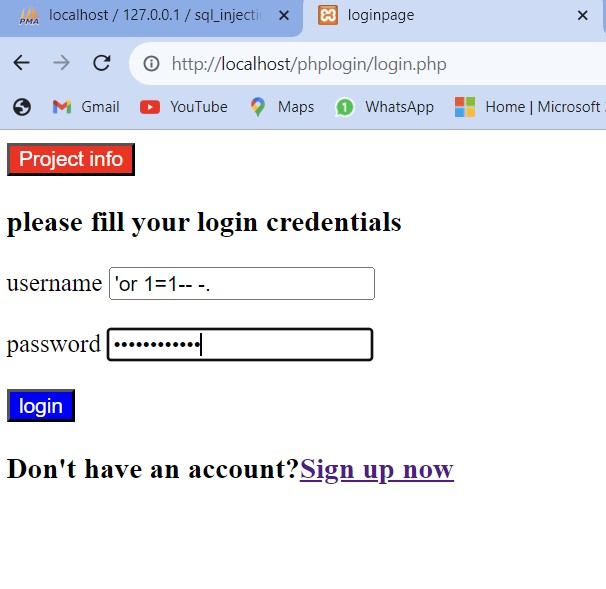 PMA localhost / 127.0.0.1 / sql_injecti × loginpage ×
http://localhost/phplogin/login.php
Gmail YouTube Maps 1 WhatsApp Home | Microsoft
Project info
please fill your login credentials
username 'or 1=1-- -.
password ••••••••••••
login
Don't have an account?Sign up now